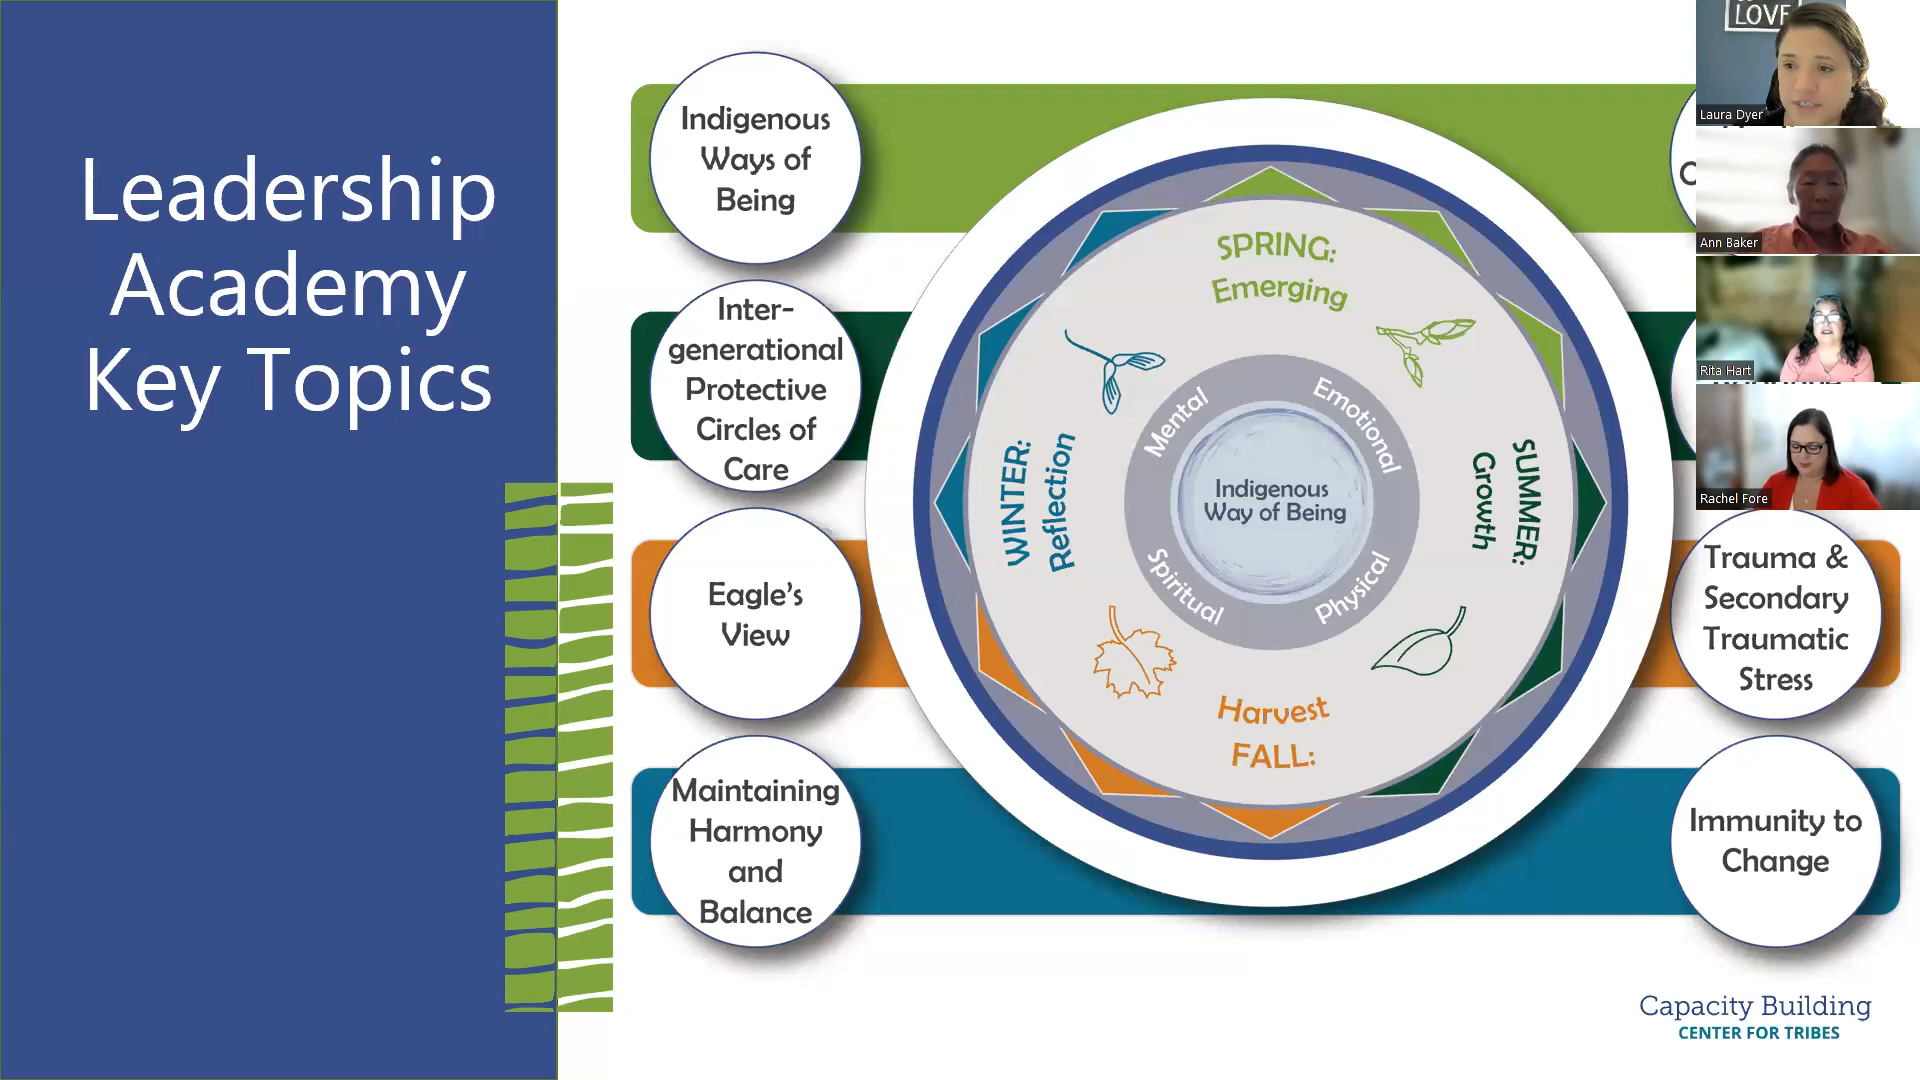 Leadership
Academy
Key Topics
Indigenous
Ways of
Being
Inter-
generational
Protective
Circles of
Care
Eagle's
View
Maintaining
Harmony
and
Balance
SPRING:
Emerging
SUMMER:
Growth
Harvest
FALL:
WINTER:
Reflection
Mental
Emotional
Physical
Spiritual
Indigenous
Way of Being
Trauma &
Secondary
Traumatic
Stress
Immunity to
Change
LOVE
Laura Dyer
Ann Baker
Rita Hart
Rachel Fore
Capacity Building
CENTER FOR TRIBES